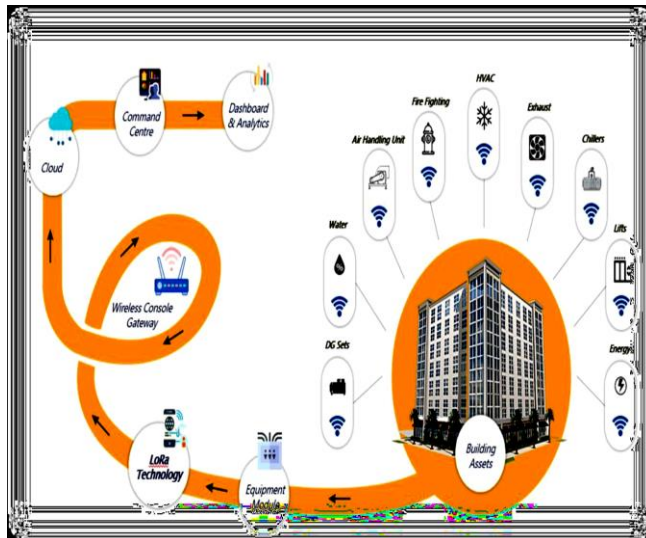 HVAC
Fire Fighting
Exhaust
Air Handling Unit
Chillers
Water
Lifts
DG Sets
Energy
Building
Assets
Equipment
Module
LoRa
Technology
Wireless Console
Gateway
Cloud
Command
Centre
Dashboard
& Analytics